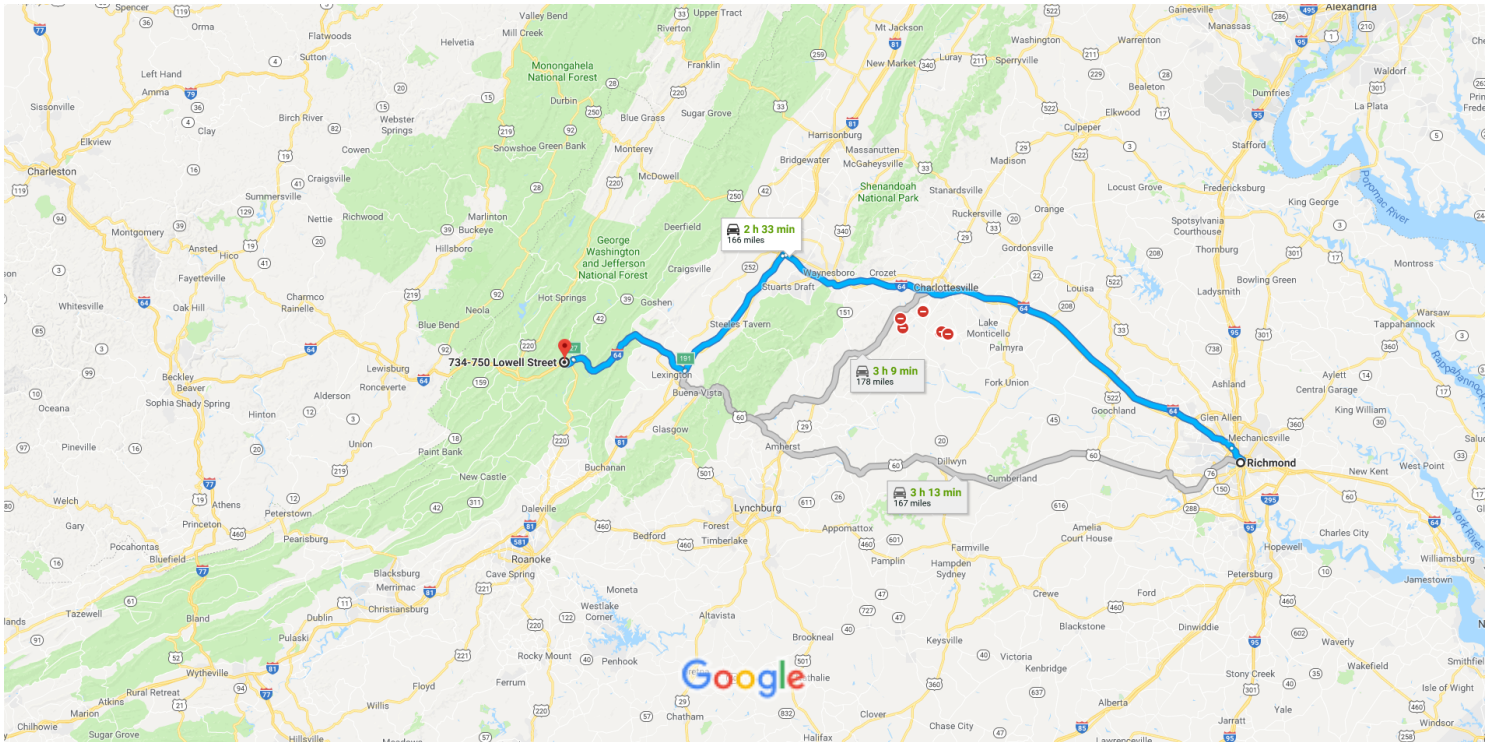 Spencer
Orma
Flatwoods
Sutton
Helvetia
Valley Bend
Mill Creek
Upper Tract
Riverton
Franklin
Mt Jackson
New Market
Luray
Washington
Sperryville
Warrenton
Gainesville
Manassas
Alexandria
Waldorf
Dumfries
La Plata
Bealeton
Elkwood
Culpeper
Stafford
Left Hand
Amma
Sissonville
Clay
Elkview
Birch River
Webster
Springs
Cowen
Monongahela
National Forest
Durbin
Blue Grass
Sugar Grove
Harrisonburg
Massanutten
McGaheysville
Bridgewater
Madison
Snowshoe
Green Bank
Monterey
McDowell
Charleston
Craigsville
Summersville
Nettie
Richwood
Marlinton
Buckeye
Hillsboro
Shenandoah
National Park
Stanardsville
Locust Grove
Fredericksburg
King George
Potomac River
Ruckersville
Orange
Spotsylvania
Courthouse
Thornburg
Gordonsville
Montgomery
Ansted
Hico
Fayetteville
Deerfield
2 h 33 min
166 miles
George
Washington
and Jefferson
National Forest
Craigsville
Waynesboro
Crozet
Stuarts Draft
Charlottesville
Louisa
Bowling Green
Ladysmith
Montross
Whitesville
Oak Hill
Charmco
Rainelle
Neola
Hot Springs
Goshen
Steeles Tavern
Lake
Monticello
Palmyra
Warsaw
Tappahannock
Rappahannock
Blue Bend
734-750 Lowell Street
Lexington
Buena Vista
3 h 9 min
178 miles
Fork Union
Ashland
Aylett
Central Garage
King William
Beckley
Beaver
Sophia
Shady Spring
Lewisburg
Ronceverte
Alderson
Hinton
Union
Oceana
Pineville
Paint Bank
New Castle
Glasgow
Buchanan
Amherst
Goochland
Glen Allen
Mechanicsville
Richmond
New Kent
West Point
York River
Dillwyn
Cumberland
3 h 13 min
167 miles
Welch
Gary
Athens
Princeton
Peterstown
Pearisburg
Daleville
Lynchburg
Forest
Timberlake
Bedford
Appomattox
Amelia
Court House
Charles City
Hopewell
Williamsburg
Jamestown
Pocahontas
Bluefield
Roanoke
Cave Spring
Blacksburg
Merrimac
Christiansburg
Pamplin
Farmville
Hampden
Sydney
Petersburg
Tazewell
Bland
Dublin
Pulaski
Moneta
Westlake
Corner
Altavista
Crewe
Ford
Blackstone
Dinwiddie
Waverly
Wakefield
Smithfield
Brookneal
Keysville
Victoria
Kenbridge
Wytheville
Rural Retreat
Atkins
Marion
Chilhowie
Sugar Grove
Hillsville
Willis
Floyd
Rocky Mount
Ferrum
Penhook
Google
Chatham
Halifax
Clover
Chase City
Stony Creek
Yale
Alberta
Jarratt
Lawrenceville
Isle of Wight
Windsor